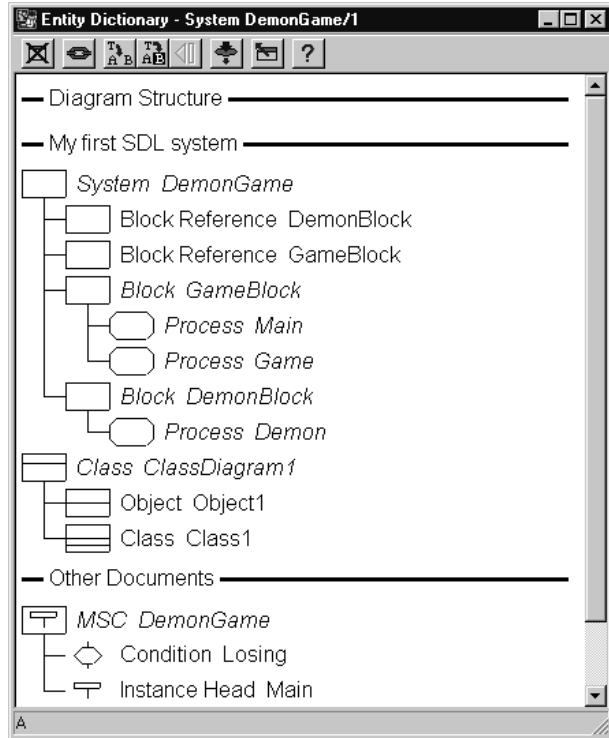 Entity Dictionary - System DemonGame/1
Diagram Structure
My first SDL system
System DemonGame
Block Reference DemonBlock
Block Reference GameBlock
Block GameBlock
Process Main
Process Game
Block DemonBlock
Process Demon
Class ClassDiagram1
Object Object1
Class Class1
Other Documents
MSC DemonGame
Condition Losing
Instance Head Main
A